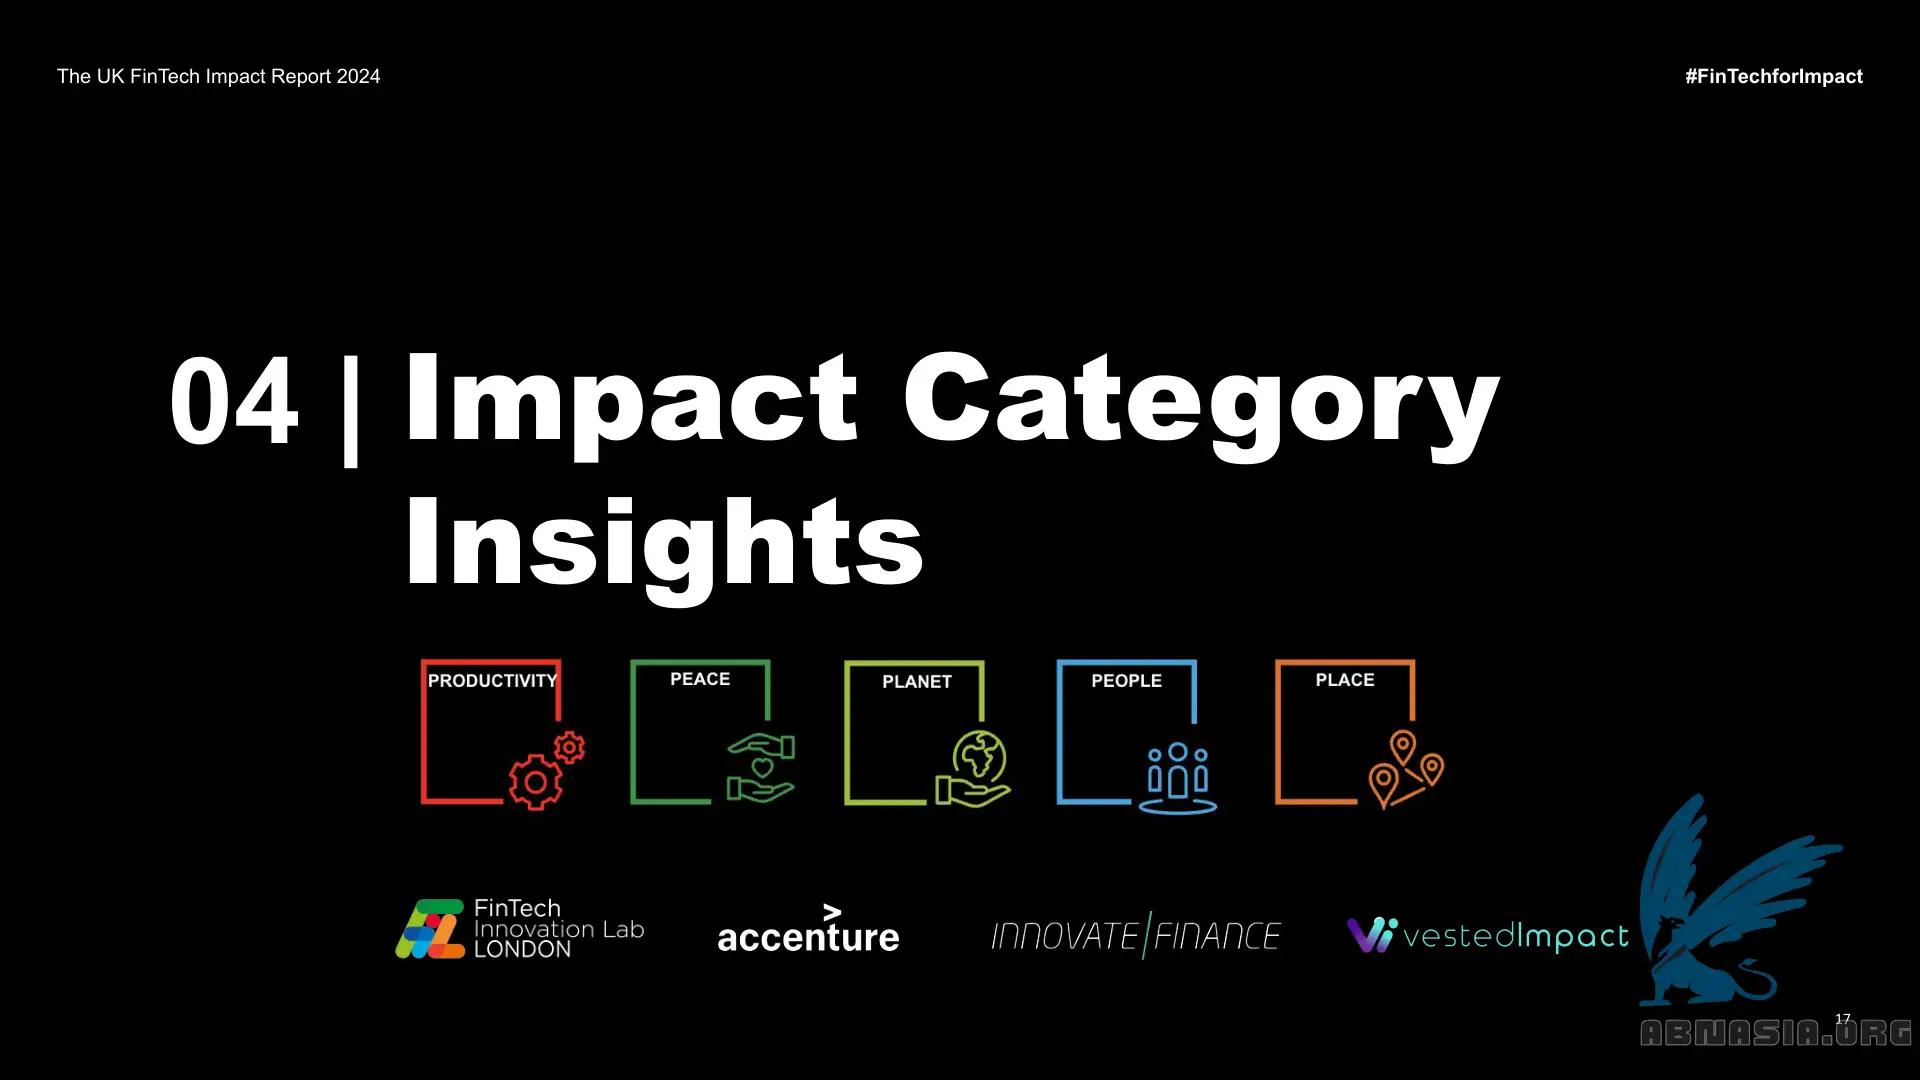 The UK FinTech Impact Report 2024
#FinTechforImpact
04 | Impact Category
Insights
PRODUCTIVITY
PEACE
PLANET
PEOPLE
PLACE
FinTech
Innovation Lab
LONDON
accenture
INNOVATE/FINANCE
vestedImpact
17
ABMASIA.ORG